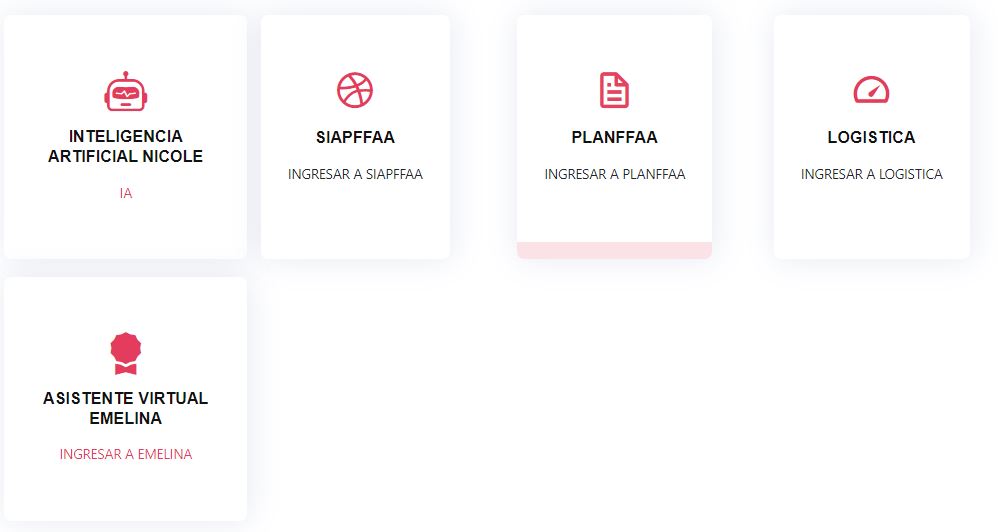 INTELIGENCIA
ARTIFICIAL NICOLE
IA
SIAPFFAA
INGRESAR A SIAPFFAA
PLANFFAA
INGRESAR A PLANFFAA
LOGISTICA
INGRESAR A LOGISTICA
ASISTENTE VIRTUAL
EMELINA
INGRESAR A EMELINA